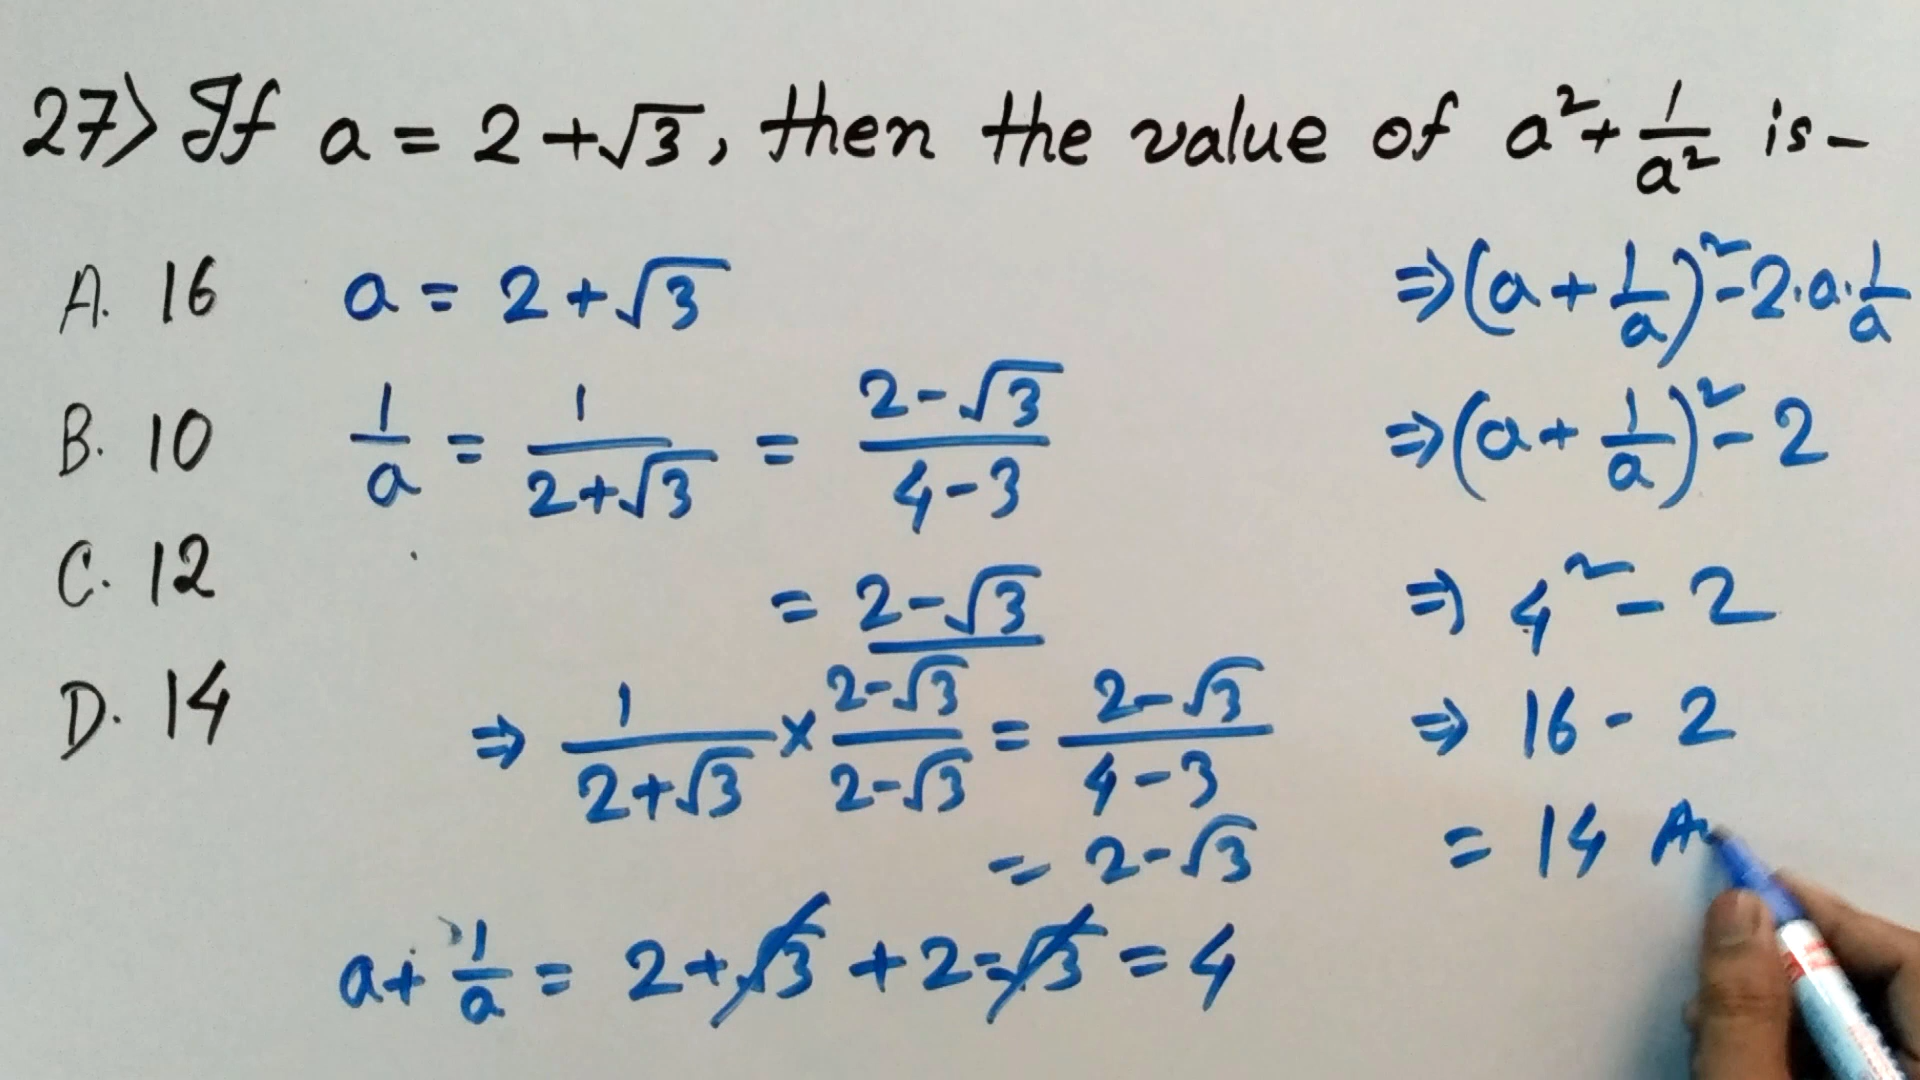 27> If a = 2 + √3, then the value of a² + 1/a² is -
A. 16
B. 10
C. 12
D. 14
a = 2 + √3
1/a = 1/(2 + √3) = (2 - √3)/(4 - 3)
= 2 - √3
⇒ 1/(2 + √3) × (2 - √3)/(2 - √3) = (2 - √3)/(4 - 3)
= 2 - √3
a + 1/a = 2 + √3 + 2 - √3 = 4
⇒ (a + 1/a)² - 2·a·1/a
⇒ (a + 1/a)² - 2
⇒ 4² - 2
⇒ 16 - 2
= 14